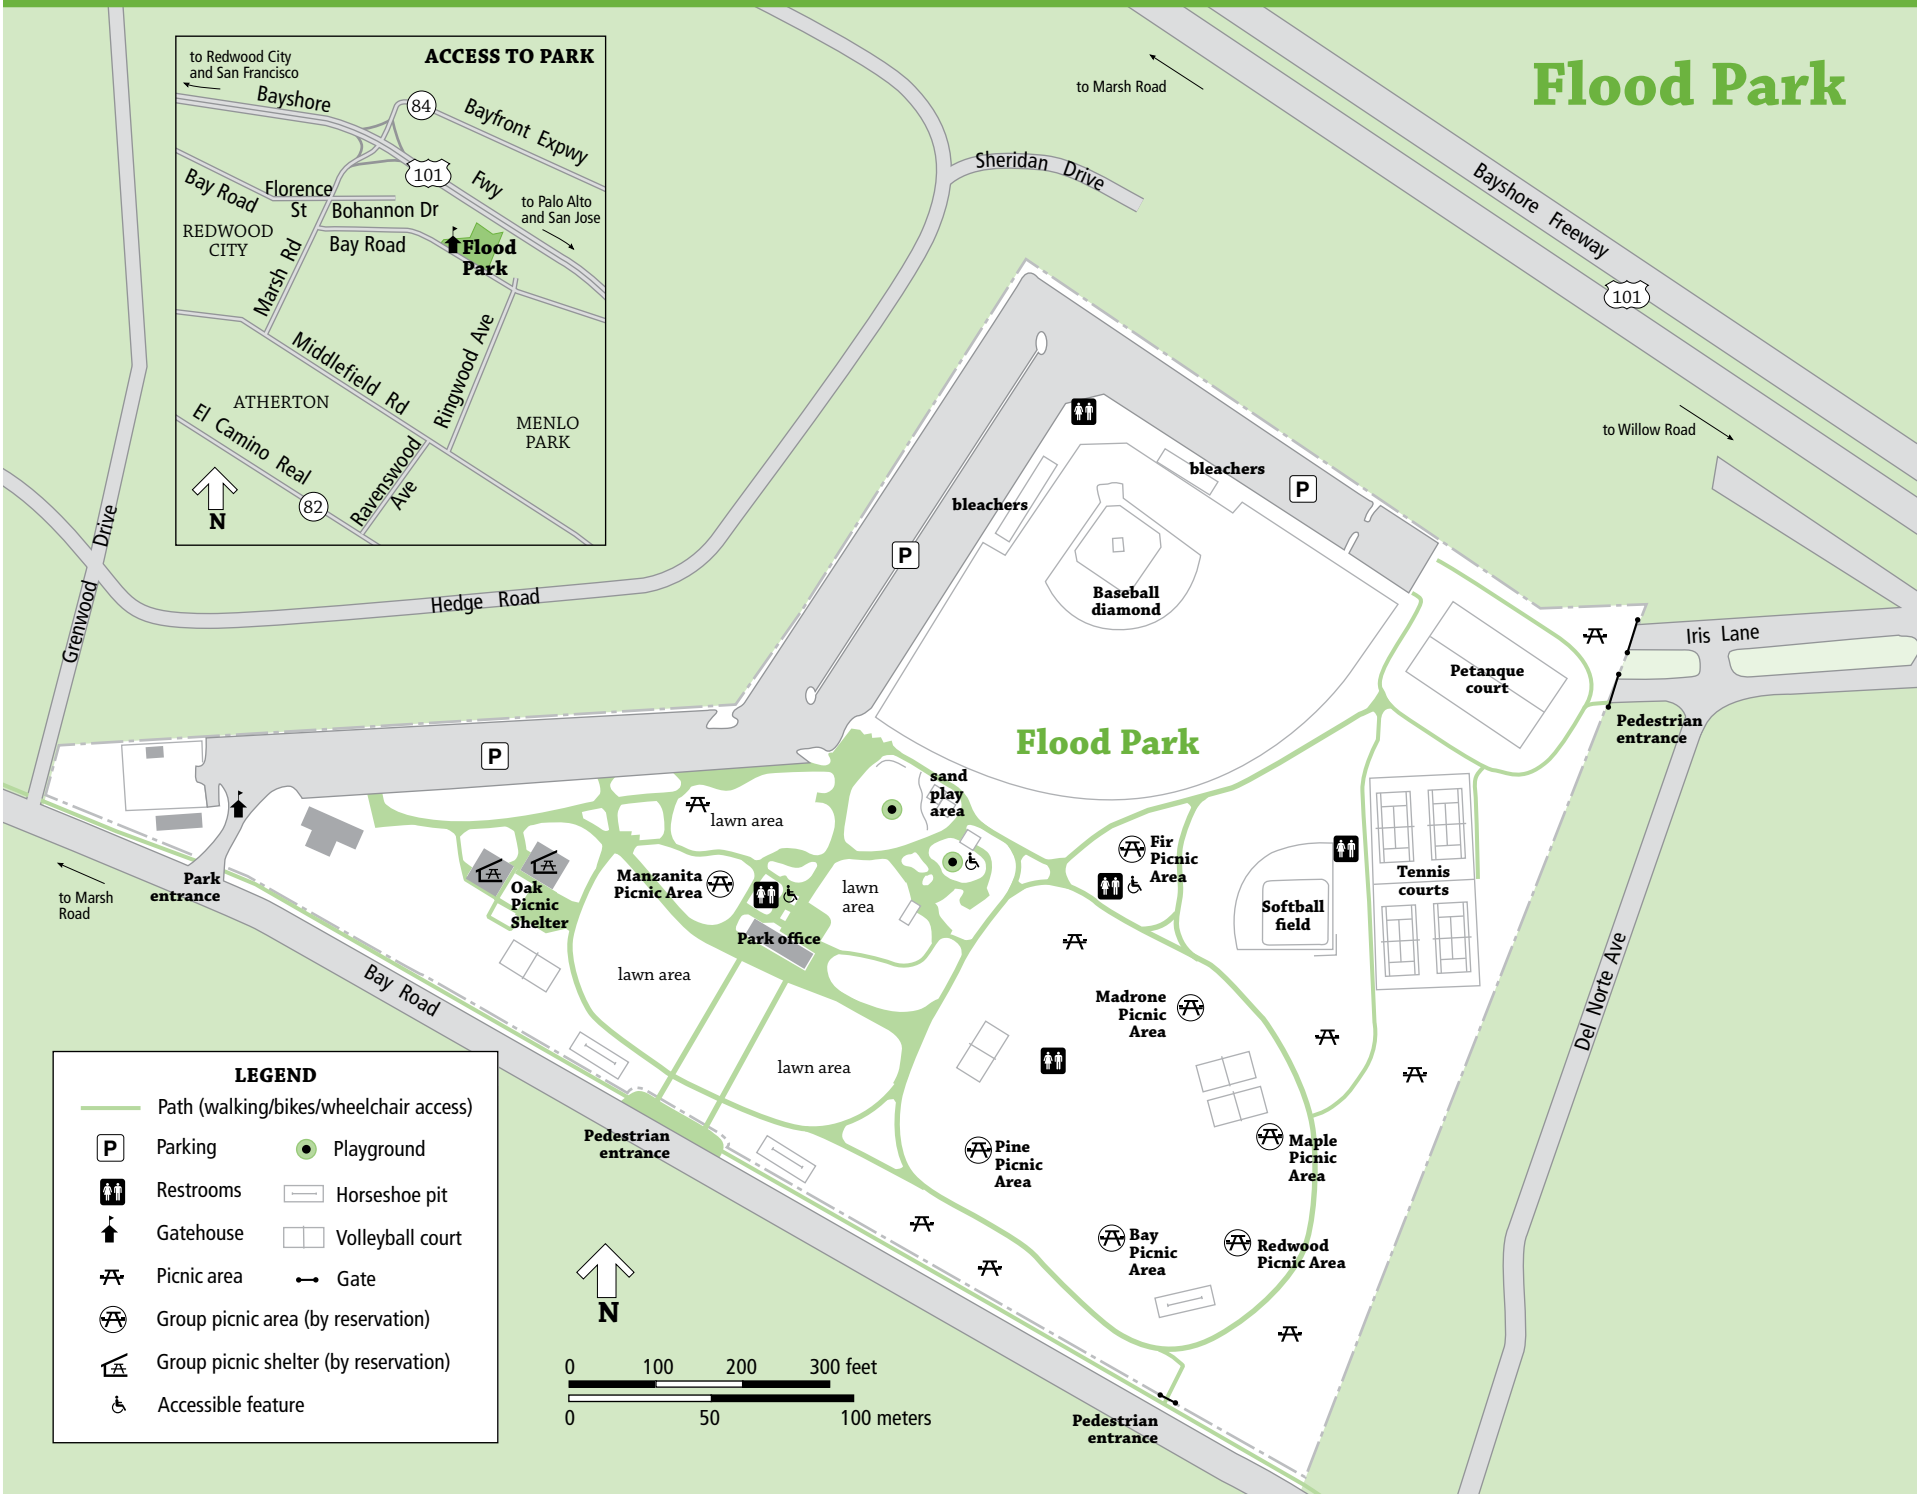 Flood Park
ACCESS TO PARK
to Redwood City
and San Francisco
Bayshore
84
Bayfront Expwy
101
Fwy
Bay Road
Florence
St
Bohannon Dr
to Palo Alto
and San Jose
REDWOOD
CITY
Bay Road
Flood
Park
Marsh Rd
Middlefield Rd
Ringwood Ave
ATHERTON
El Camino Real
MENLO
PARK
Ravenswood
Ave
82
N
to Marsh Road
Sheridan Drive
Bayshore Freeway
101
to Willow Road
Grenwood Drive
Hedge Road
bleachers
P
bleachers
P
Baseball
diamond
Iris Lane
Petanque
court
Pedestrian
entrance
Flood Park
P
sand
play
area
lawn area
Fir
Picnic
Area
Park
entrance
to Marsh
Road
Oak
Picnic
Shelter
Manzanita
Picnic Area
lawn
area
Park office
Softball
field
Tennis
courts
lawn area
Bay Road
Madrone
Picnic
Area
Del Norte Ave
lawn area
Pedestrian
entrance
Pine
Picnic
Area
Maple
Picnic
Area
Bay
Picnic
Area
Redwood
Picnic Area
Pedestrian
entrance
LEGEND
Path (walking/bikes/wheelchair access)
P Parking
Playground
Restrooms
Horseshoe pit
Gatehouse
Volleyball court
Picnic area
Gate
Group picnic area (by reservation)
Group picnic shelter (by reservation)
Accessible feature
N
0 100 200 300 feet
0 50 100 meters